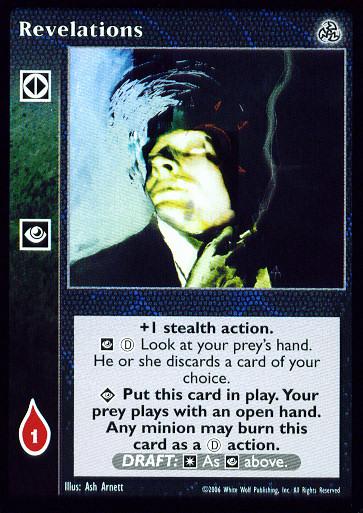 Revelations
+1 stealth action.
Ⓓ Look at your prey's hand.
He or she discards a card of your
choice.
Put this card in play. Your
prey plays with an open hand.
Any minion may burn this
card as a Ⓓ action.
DRAFT: As above.
1
Illus: Ash Arnett
©2006 White Wolf Publishing, Inc. All Rights Reserved.